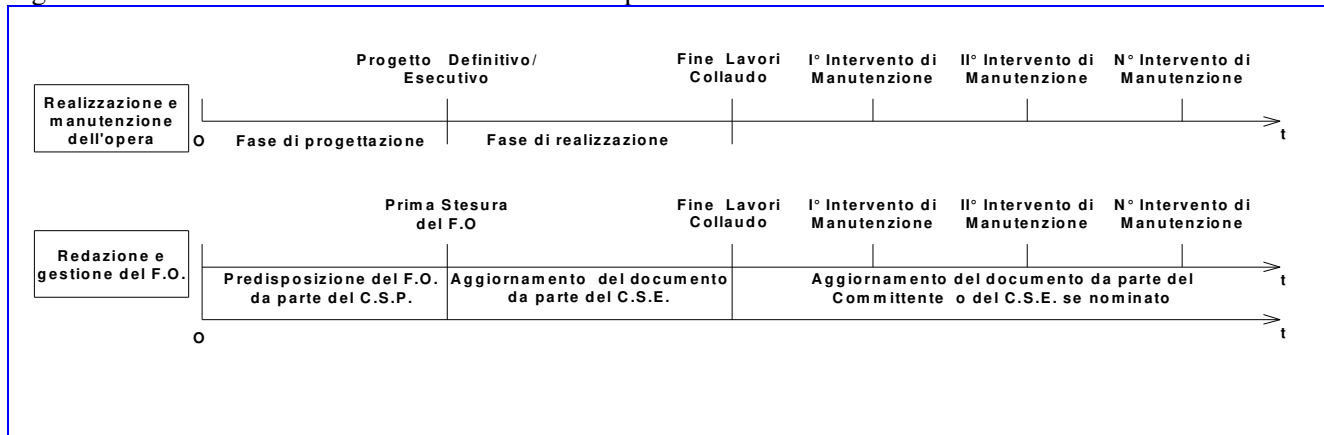 Progetto Definitivo/
Esecutivo
Fine Lavori
Collaudo
I° Intervento di
Manutenzione
II° Intervento di
Manutenzione
N° Intervento di
Manutenzione
Realizzazione e
manutenzione
dell'opera
O
Fase di progettazione
Fase di realizzazione
t
Prima Stesura
del F.O
Fine Lavori
Collaudo
I° Intervento di
Manutenzione
II° Intervento di
Manutenzione
N° Intervento di
Manutenzione
Redazione e
gestione del F.O.
Predisposizione del F.O.
da parte del C.S.P.
Aggiornamento del documento
da parte del C.S.E.
Aggiornamento del documento da parte del
Committente o del C.S.E. se nominato
t
O
t